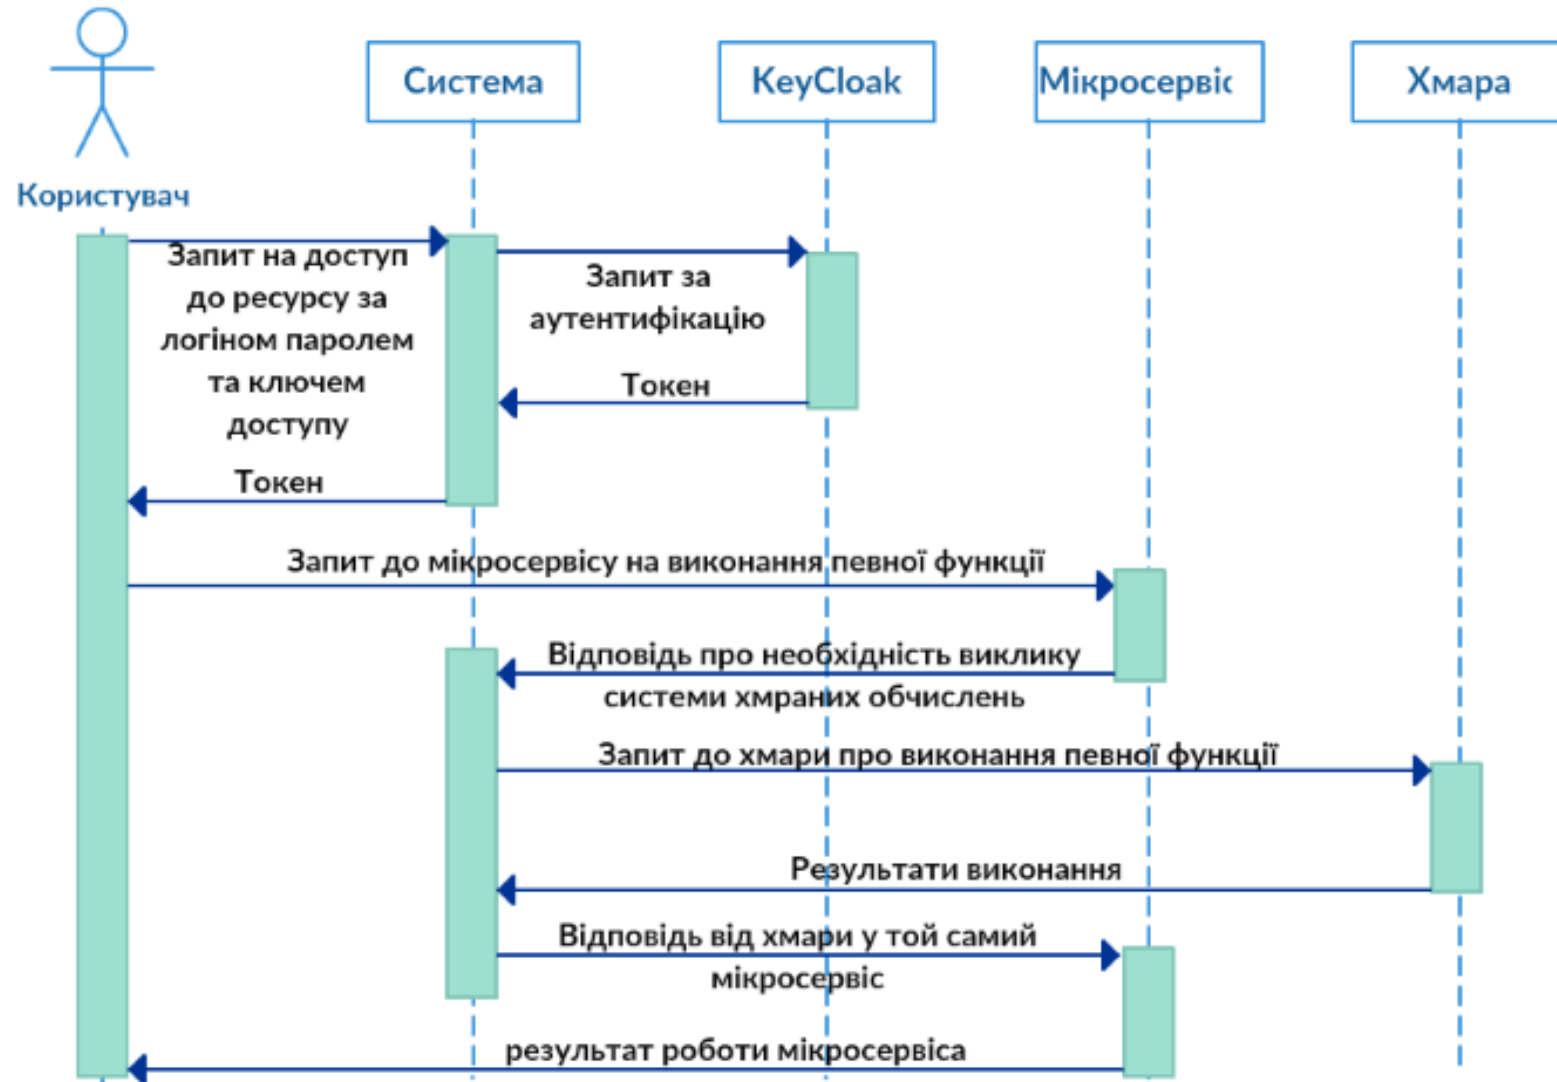 Система
KeyCloak
Мікросервіс
Хмара
Користувач
Запит на доступ
до ресурсу за
логіном паролем
та ключем
доступу
Запит за
аутентифікацію
Токен
Токен
Запит до мікросервісу на виконання певної функції
Відповідь про необхідність виклику
системи хмраних обчислень
Запит до хмари про виконання певної функції
Результати виконання
Відповідь від хмари у той самий
мікросервіс
результат роботи мікросервіса